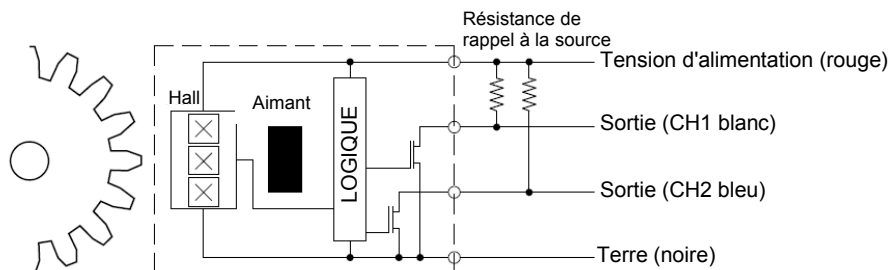 Résistance de
rappel à la source
Tension d'alimentation (rouge)
Hall
Aimant
LOGIQUE
Sortie (CH1 blanc)
Sortie (CH2 bleu)
Terre (noire)